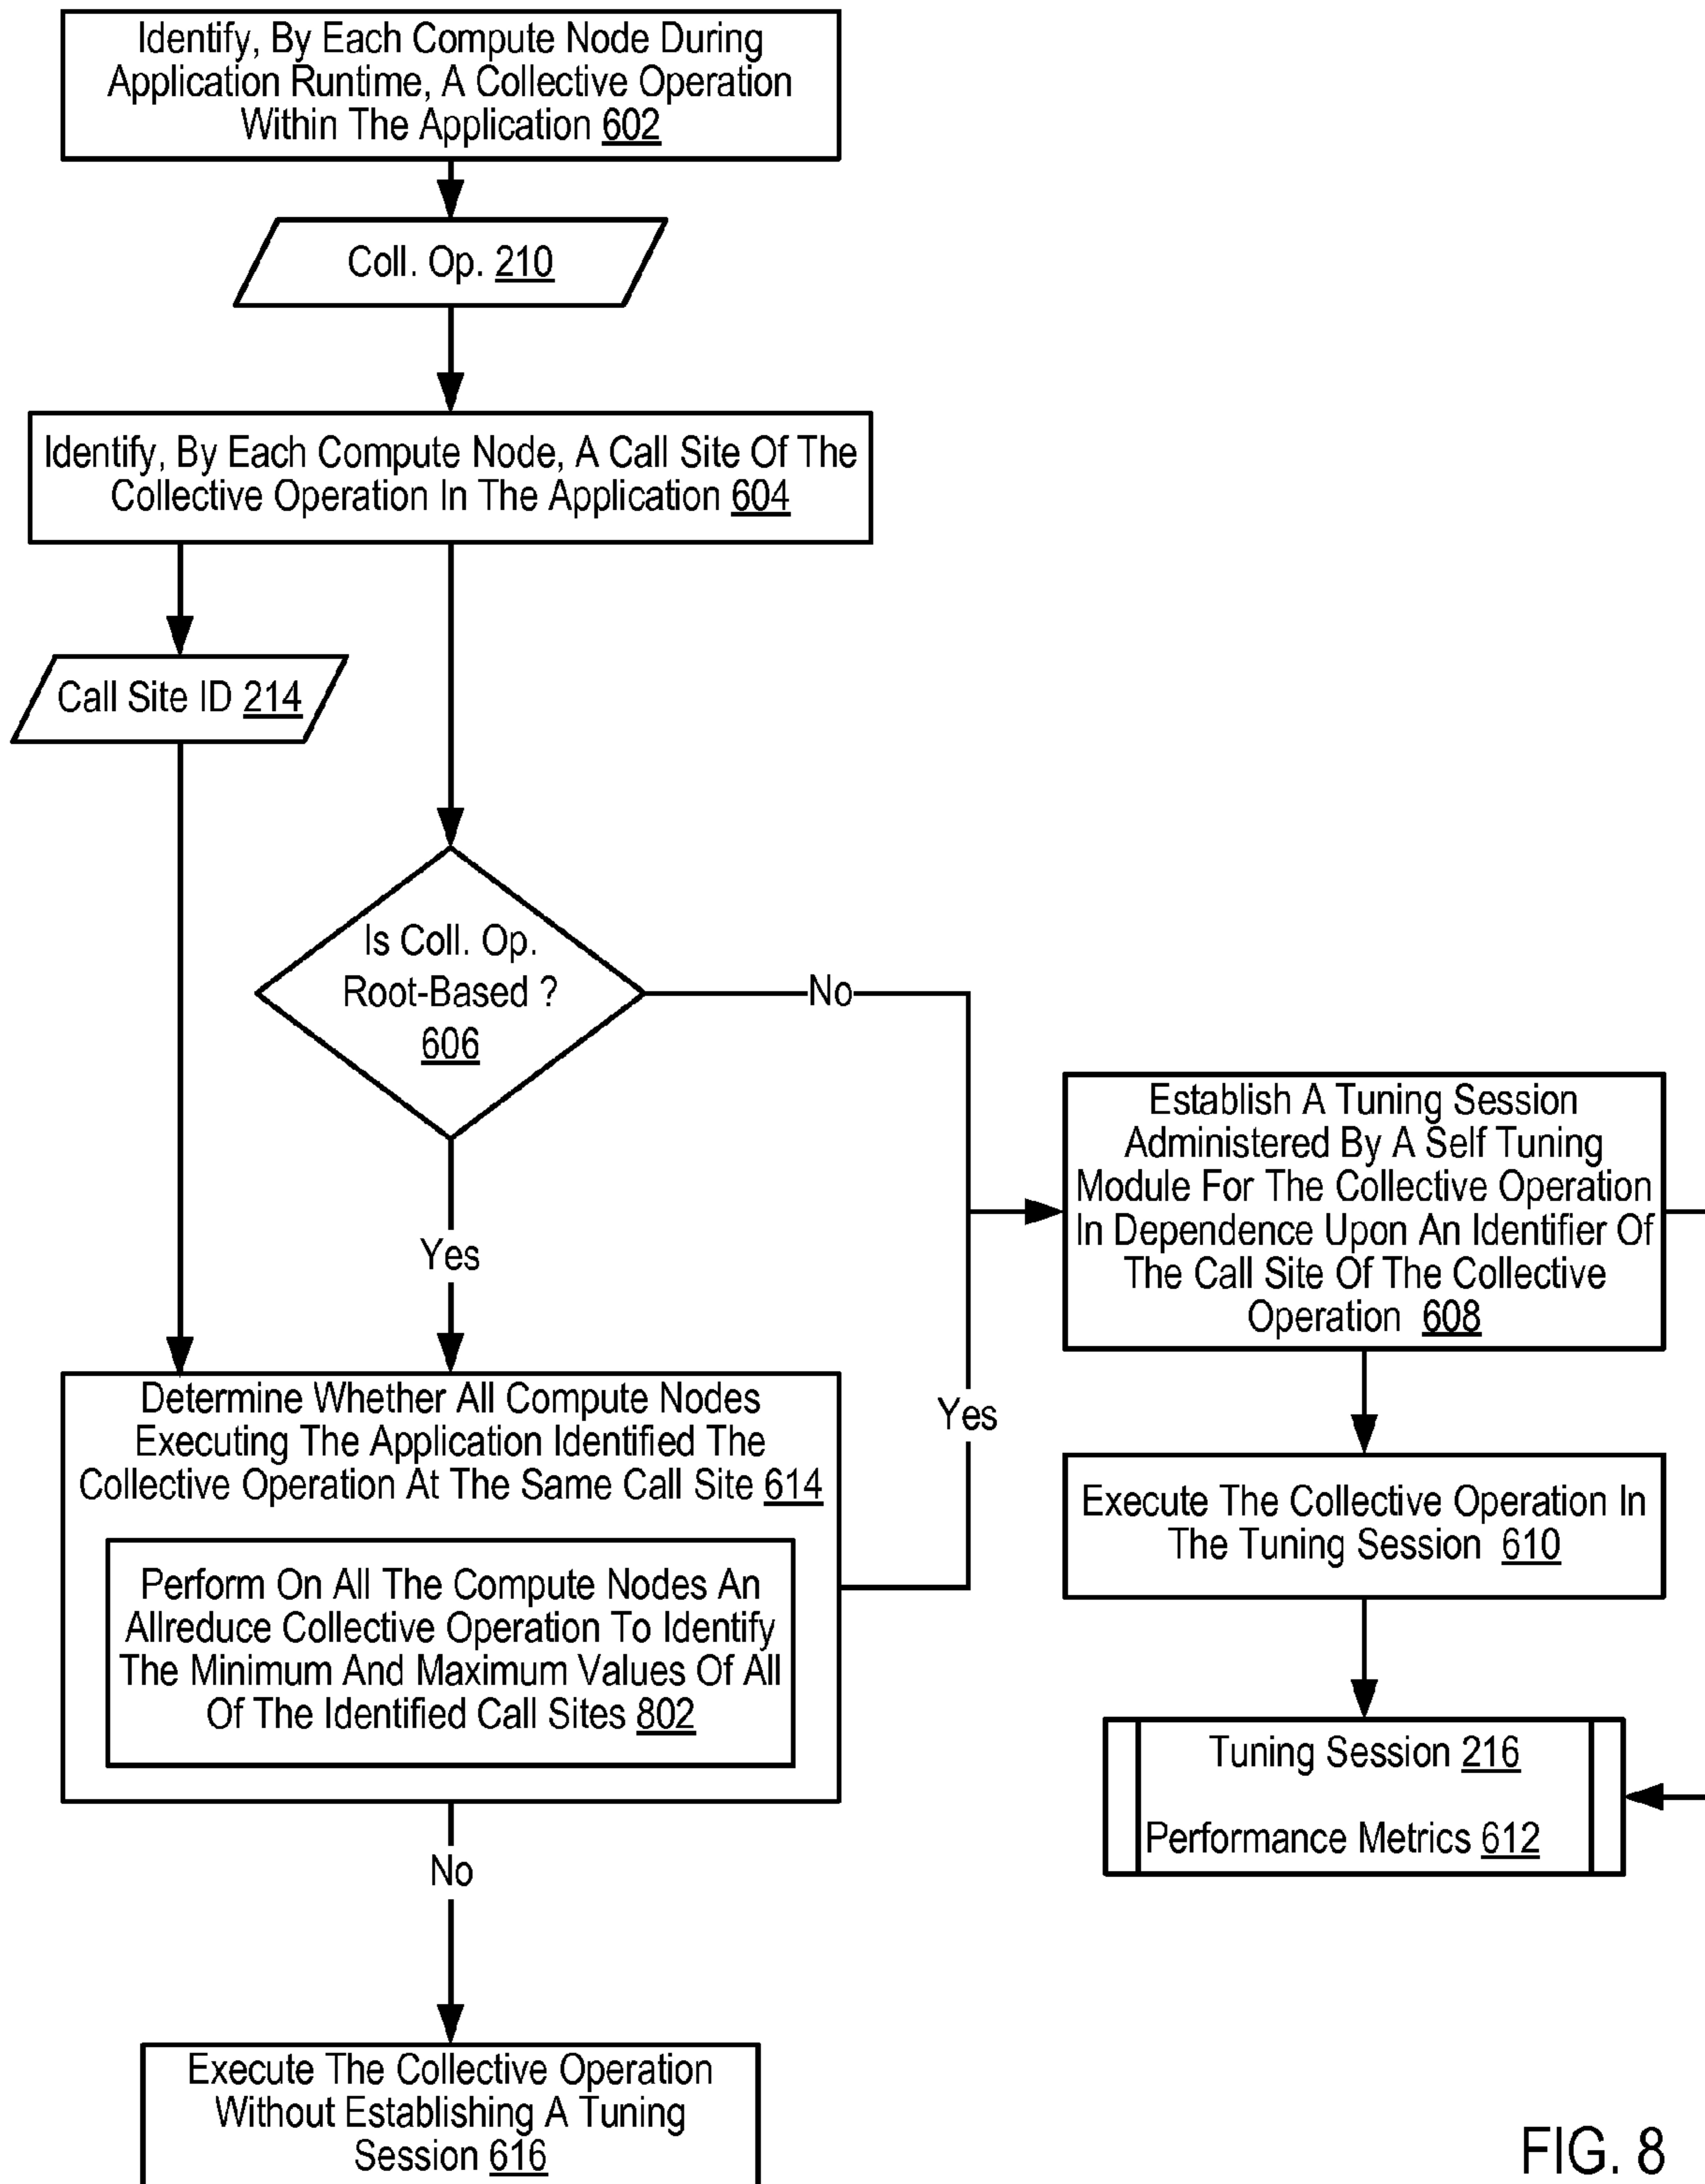 Identify, By Each Compute Node During
Application Runtime, A Collective Operation
Within The Application 602
Coll. Op. 210
Identify, By Each Compute Node, A Call Site Of The
Collective Operation In The Application 604
Call Site ID 214
Is Coll. Op.
Root-Based ?
606
No
Yes
Establish A Tuning Session
Administered By A Self Tuning
Module For The Collective Operation
In Dependence Upon An Identifier Of
The Call Site Of The Collective
Operation 608
Determine Whether All Compute Nodes
Executing The Application Identified The
Collective Operation At The Same Call Site 614
Yes
Perform On All The Compute Nodes An
Allreduce Collective Operation To Identify
The Minimum And Maximum Values Of All
Of The Identified Call Sites 802
Execute The Collective Operation In
The Tuning Session 610
Tuning Session 216
Performance Metrics 612
No
Execute The Collective Operation
Without Establishing A Tuning
Session 616
FIG. 8